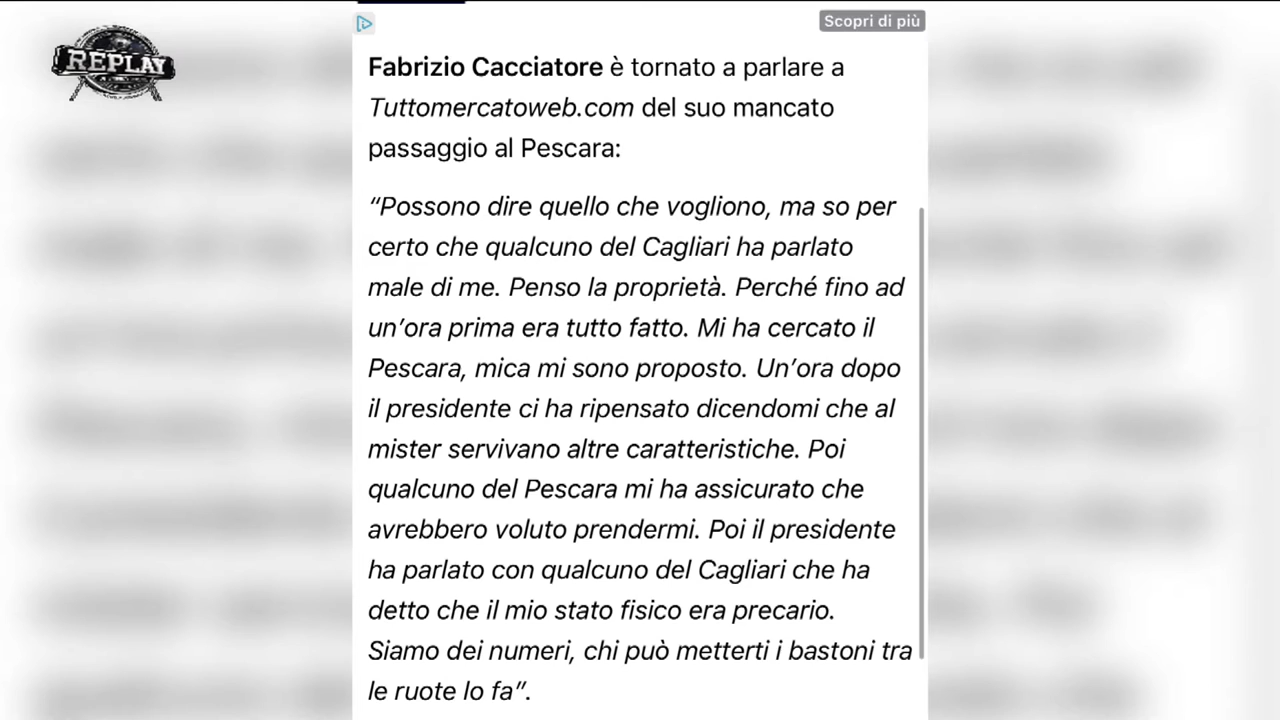 REPLAY
Scopri di più
Fabrizio Cacciatore è tornato a parlare a
Tuttomercatoweb.com del suo mancato
passaggio al Pescara:
“Possono dire quello che vogliono, ma so per
certo che qualcuno del Cagliari ha parlato
male di me. Penso la proprietà. Perché fino ad
un’ora prima era tutto fatto. Mi ha cercato il
Pescara, mica mi sono proposto. Un’ora dopo
il presidente ci ha ripensato dicendomi che al
mister servivano altre caratteristiche. Poi
qualcuno del Pescara mi ha assicurato che
avrebbero voluto prendermi. Poi il presidente
ha parlato con qualcuno del Cagliari che ha
detto che il mio stato fisico era precario.
Siamo dei numeri, chi può metterti i bastoni tra
le ruote lo fa”.